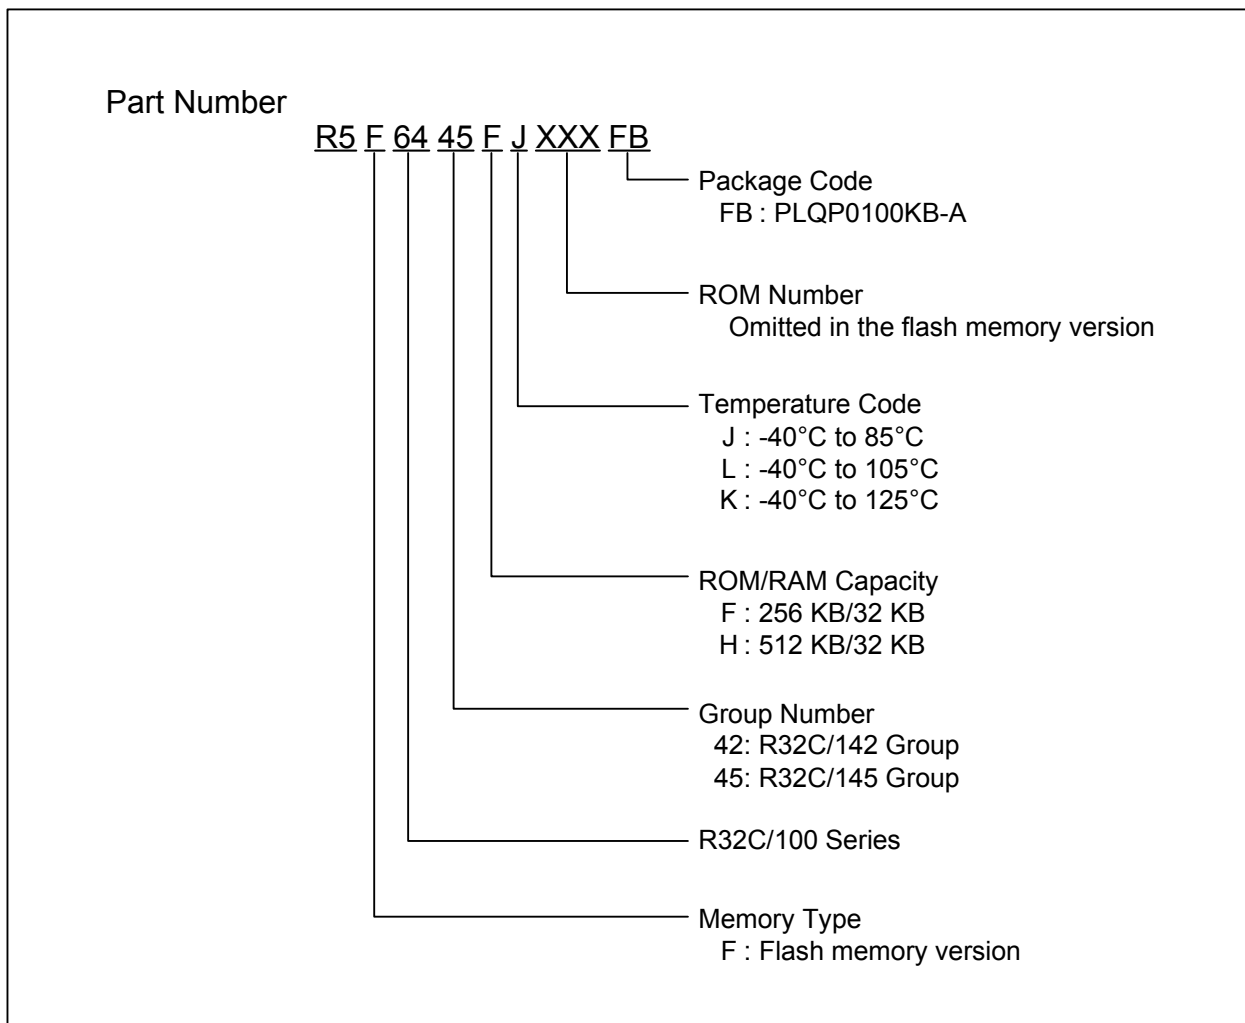 Part Number
R5 F 64 45 F J XXX FB
Package Code
FB : PLQP0100KB-A
ROM Number
Omitted in the flash memory version
Temperature Code
J : -40°C to 85°C
L : -40°C to 105°C
K : -40°C to 125°C
ROM/RAM Capacity
F : 256 KB/32 KB
H : 512 KB/32 KB
Group Number
42: R32C/142 Group
45: R32C/145 Group
R32C/100 Series
Memory Type
F : Flash memory version